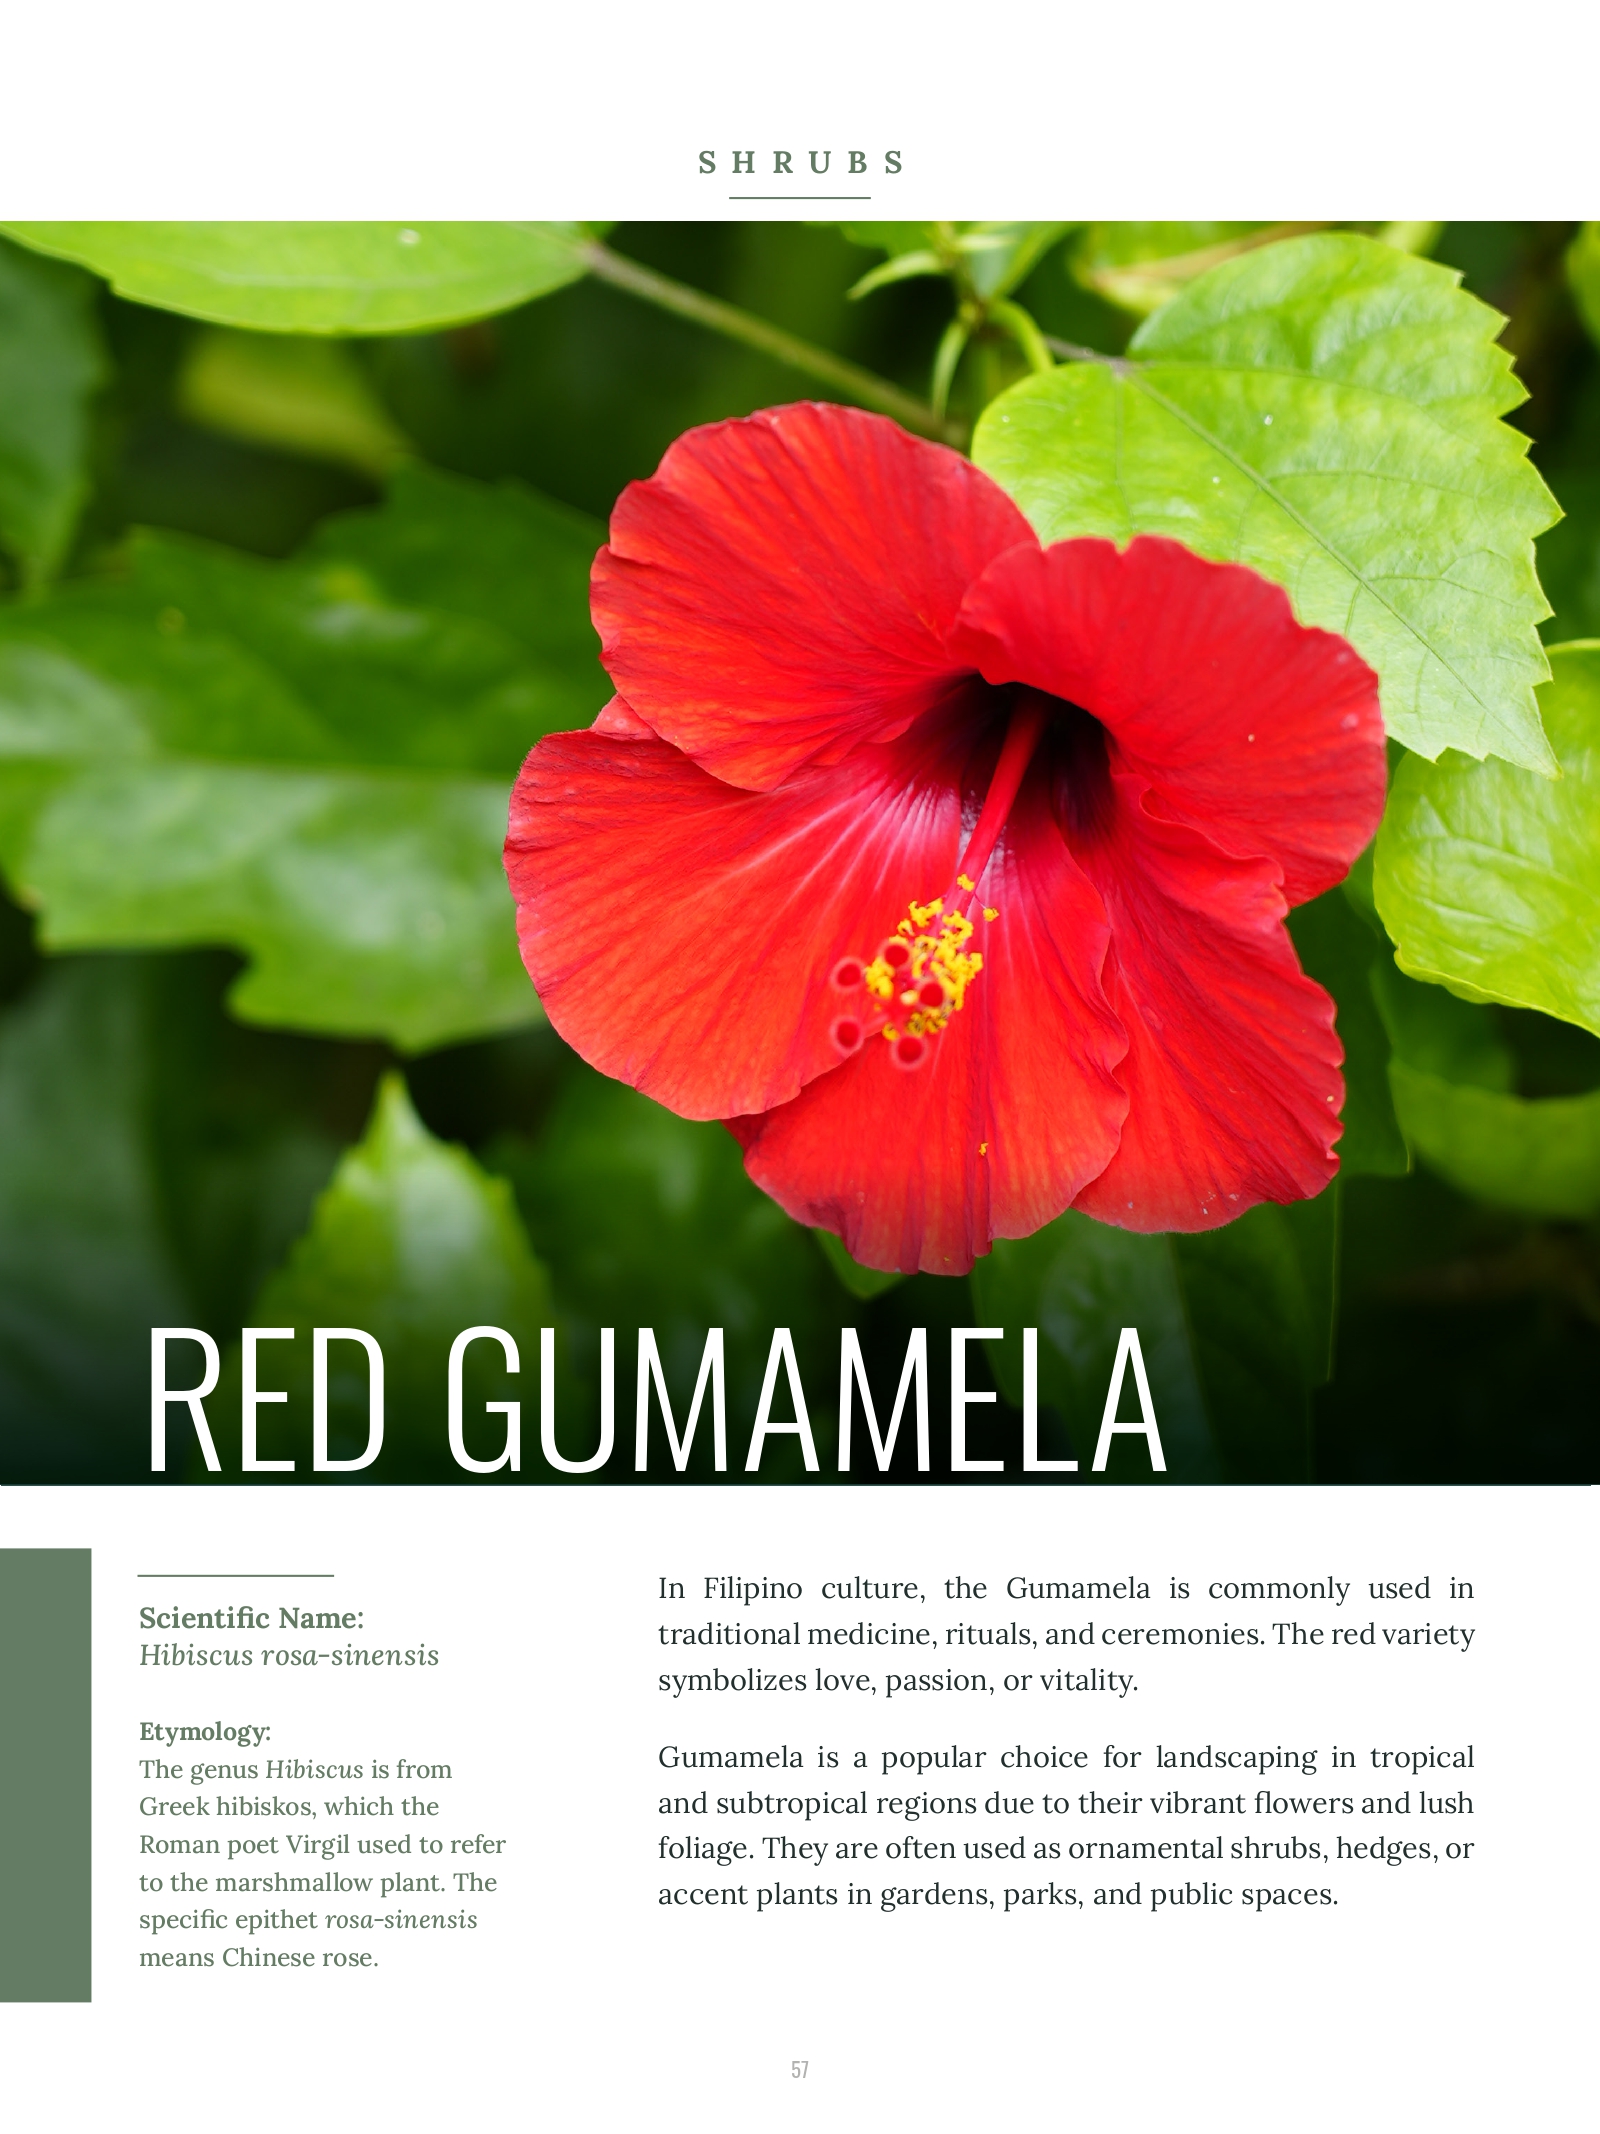 SHRUBS
RED GUMAMELA
Scientific Name:
Hibiscus rosa-sinensis
Etymology:
The genus Hibiscus is from
Greek hibiskos, which the
Roman poet Virgil used to refer
to the marshmallow plant. The
specific epithet rosa-sinensis
means Chinese rose.
In Filipino culture, the Gumamela is commonly used in
traditional medicine, rituals, and ceremonies. The red variety
symbolizes love, passion, or vitality.
Gumamela is a popular choice for landscaping in tropical
and subtropical regions due to their vibrant flowers and lush
foliage. They are often used as ornamental shrubs, hedges, or
accent plants in gardens, parks, and public spaces.
57